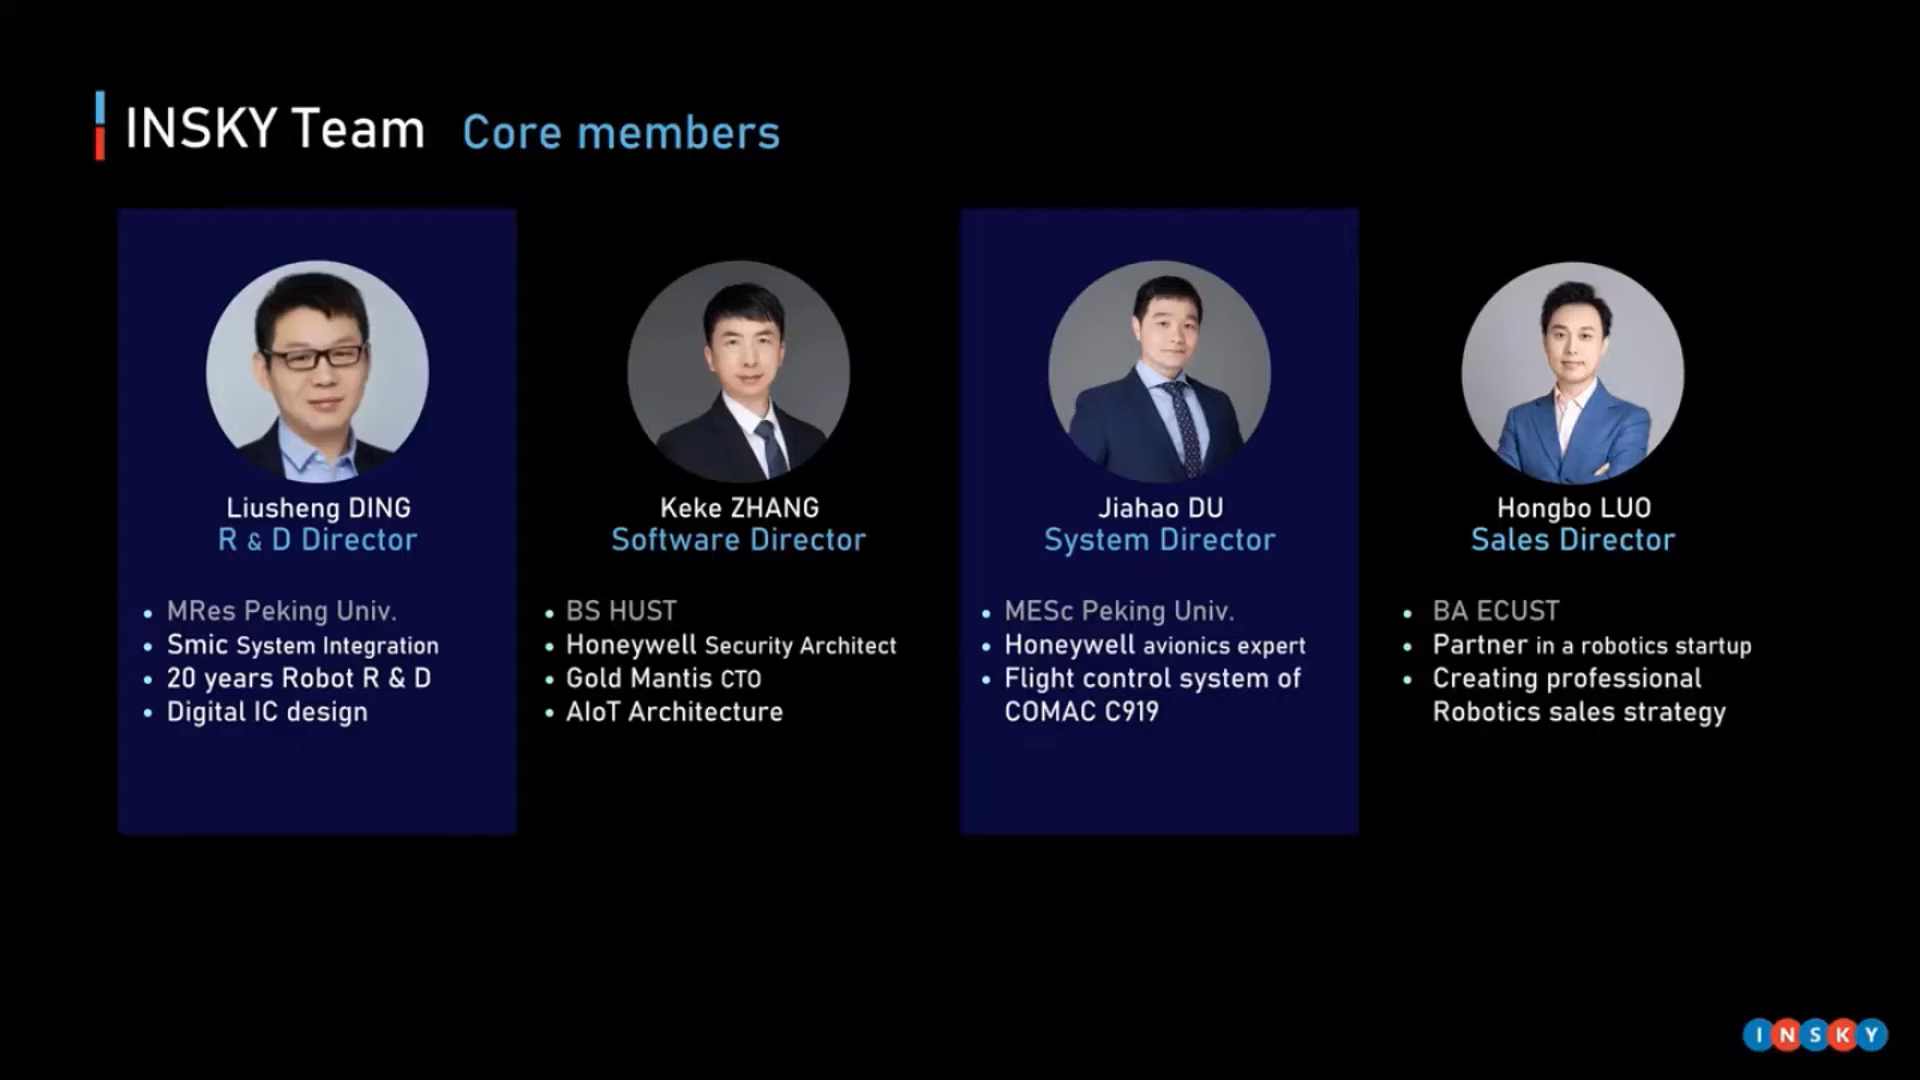 INSKY Team Core members
Liusheng DING
R & D Director
• MRes Peking Univ.
• Smic System Integration
• 20 years Robot R & D
• Digital IC design
Keke ZHANG
Software Director
• BS HUST
• Honeywell Security Architect
• Gold Mantis CTO
• AIoT Architecture
Jiahao DU
System Director
• MESc Peking Univ.
• Honeywell avionics expert
• Flight control system of
COMAC C919
Hongbo LUO
Sales Director
• BA ECUST
• Partner in a robotics startup
• Creating professional
Robotics sales strategy
INSKY